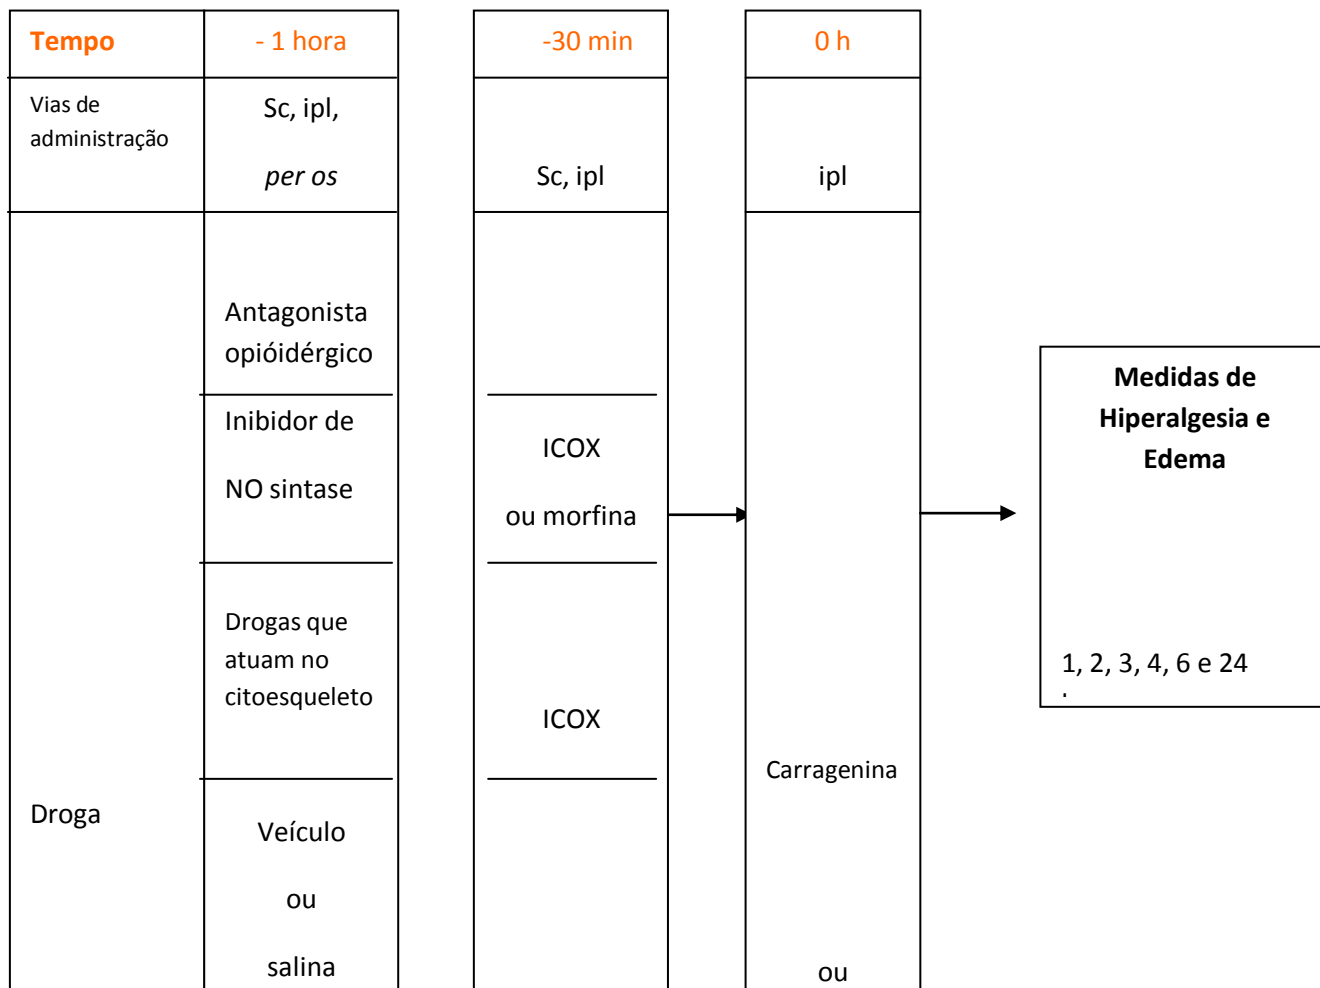 Tempo
- 1 hora
-30 min
0 h
Vias de
administração
Sc, ipl,
per os
Sc, ipl
ipl
Droga
Antagonista
opióidérgico
Inibidor de
NO sintase
Drogas que
atuam no
citoesqueleto
Veículo
ou
salina
ICOX
ou morfina
ICOX
Carragenina
ou
Medidas de
Hiperalgesia e
Edema
1, 2, 3, 4, 6 e 24